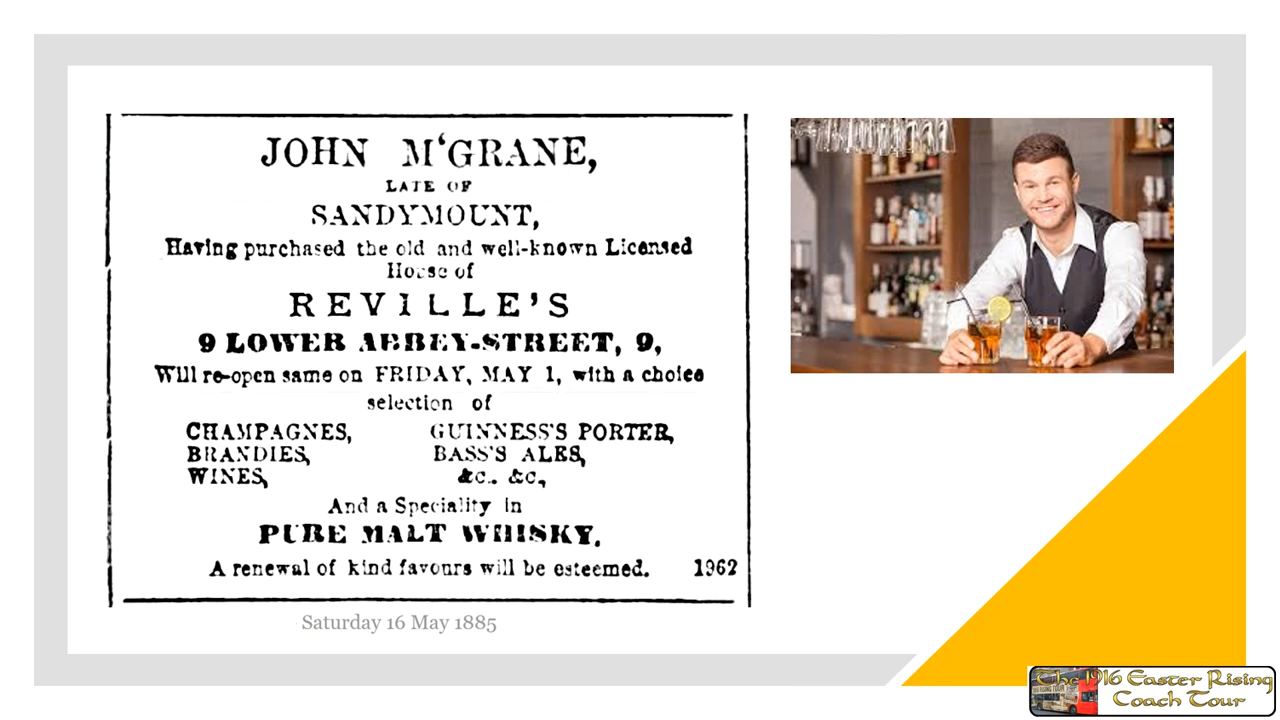 JOHN M‘GRANE,
LATE OF
SANDYMOUNT,
Having purchased the old and well-known Licensed
House of
REVILLE'S
9 LOWER ABBEY-STREET, 9,
Will re-open same on FRIDAY, MAY 1, with a choice
selection of
CHAMPAGNES, GUINNESS'S PORTER,
BRANDIES, BASS'S ALES,
WINES, &c.. &c.,
And a Speciality in
PURE MALT WHISKY.
A renewal of kind favours will be esteemed. 1962
Saturday 16 May 1885
The 1916 Easter Rising
Coach Tour